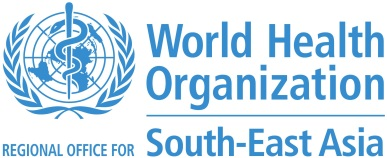 World Health
Organization
REGIONAL OFFICE FOR South-East Asia